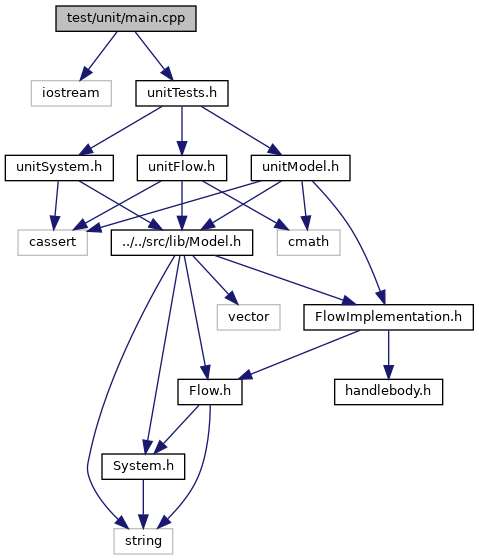 test/unit/main.cpp
iostream
unitTests.h
unitSystem.h
unitFlow.h
unitModel.h
cassert
../../src/lib/Model.h
cmath
vector
FlowImplementation.h
Flow.h
handlebody.h
System.h
string